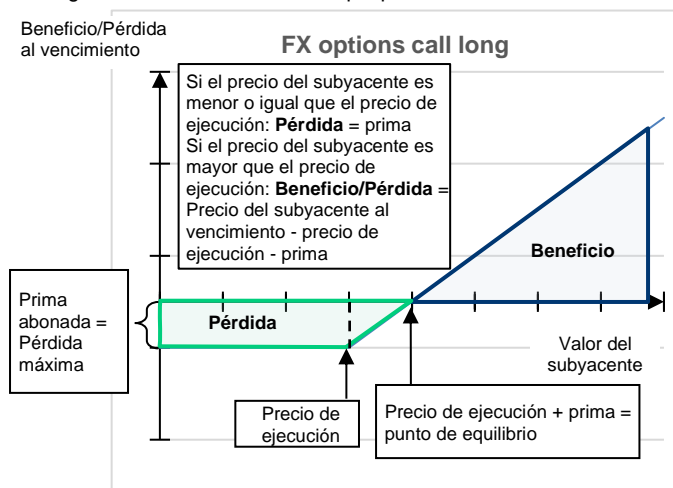 Beneficio/Pérdida
al vencimiento
FX options call long
Si el precio del subyacente es
menor o igual que el precio de
ejecución: Pérdida = prima
Si el precio del subyacente es
mayor que el precio de
ejecución: Beneficio/Pérdida =
Precio del subyacente al
vencimiento - precio de
ejecución - prima
Beneficio
Prima
abonada =
Pérdida
máxima
Pérdida
Valor del
subyacente
Precio de
ejecución
Precio de ejecución + prima =
punto de equilibrio